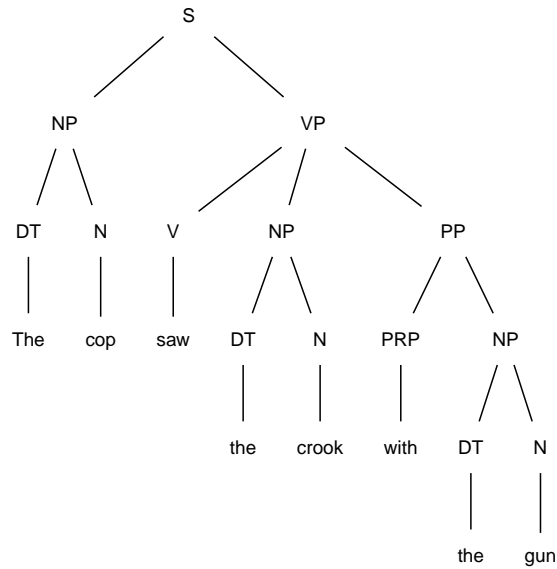 S
NP VP
DT N V NP PP
The cop saw DT N PRP NP
the crook with DT N
the gun